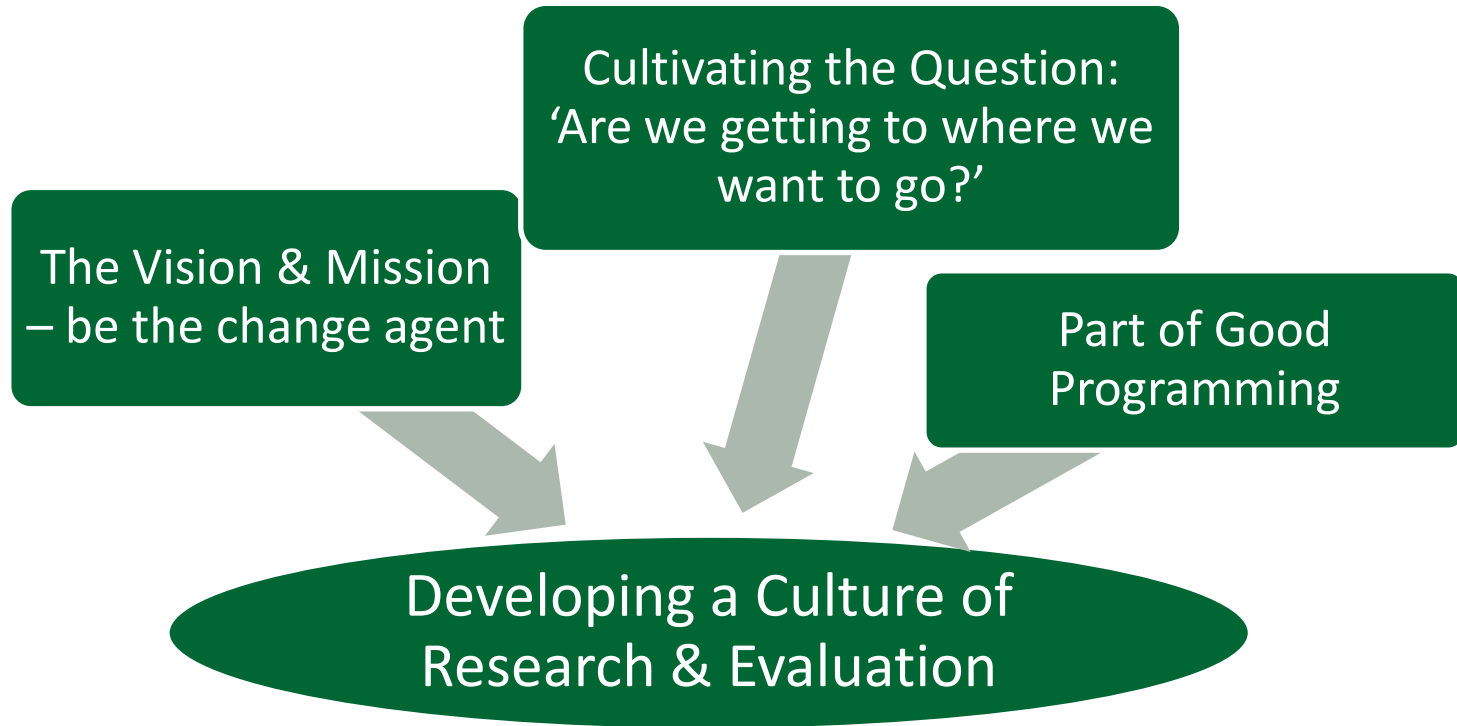 Cultivating the Question:
‘Are we getting to where we
want to go?’
The Vision & Mission
– be the change agent
Part of Good
Programming
Developing a Culture of
Research & Evaluation